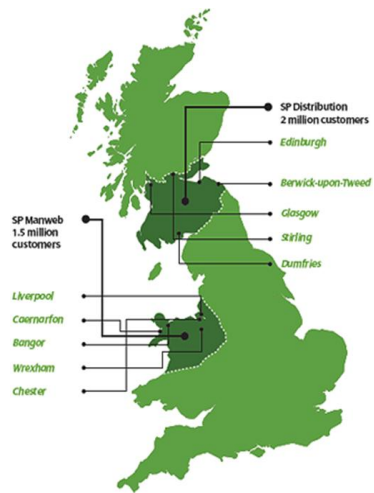 SP Distribution
2 million customers
Edinburgh
Berwick-upon-Tweed
Glasgow
Stirling
Dumfries
SP Manweb
1.5 million
customers
Liverpool
Caernarfon
Bangor
Wrexham
Chester